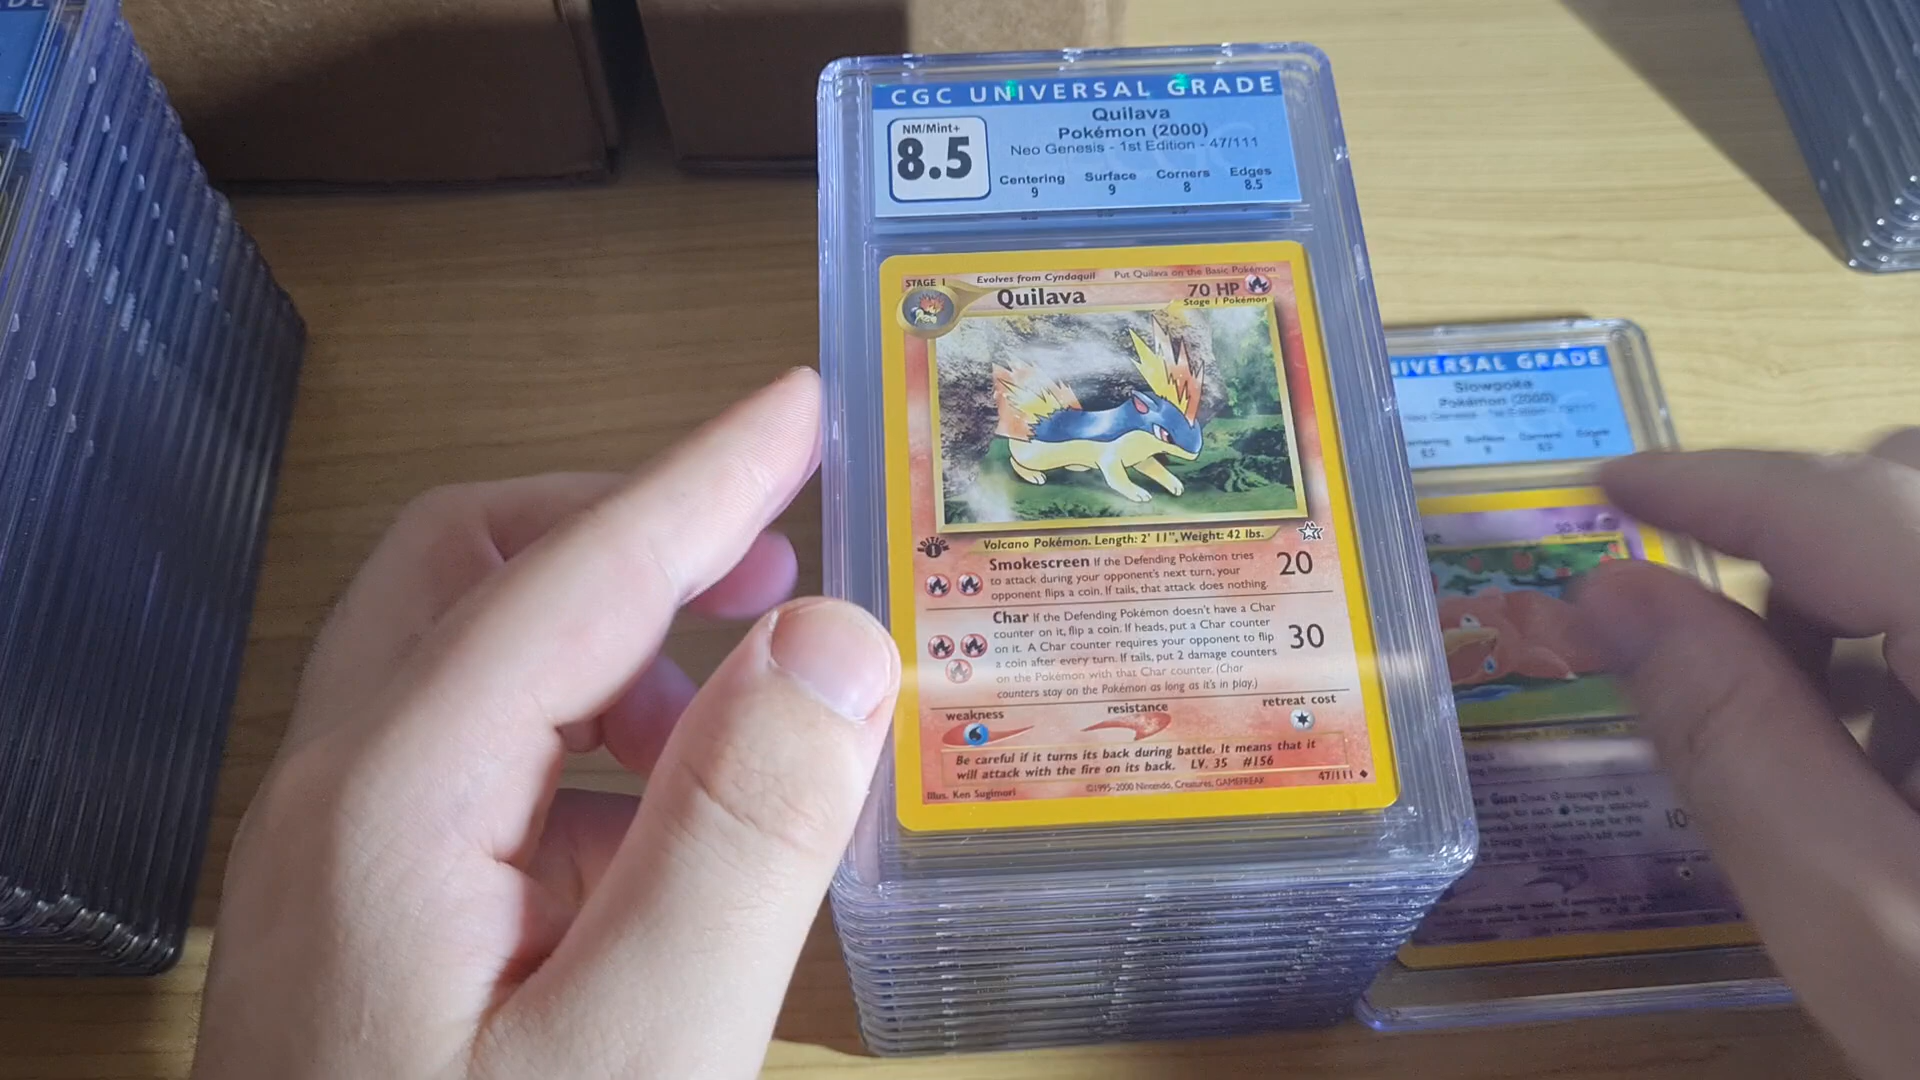 CGC UNIVERSAL GRADE
NM/Mint+
8.5
Quilava
Pokémon (2000)
Neo Genesis - 1st Edition - 47/111
Centering Surface Corners Edges
9 9 8 8.5
STAGE 1
Evolves from Cyndaquil
Put Quilava on the Basic Pokémon
Quilava
70 HP
Stage 1 Pokémon
EDITION
1
Volcano Pokémon. Length: 2' 11", Weight: 42 lbs.
Smokescreen If the Defending Pokémon tries
to attack during your opponent's next turn, your
opponent flips a coin. If tails, that attack does nothing.
20
Char If the Defending Pokémon doesn't have a Char
counter on it, flip a coin. If heads, put a Char counter
on it. A Char counter requires your opponent to flip
a coin after every turn. If tails, put 2 damage counters
on the Pokémon with that Char counter. (Char
counters stay on the Pokémon as long as it's in play.)
30
weakness
resistance
retreat cost
Be careful if it turns its back during battle. It means that it
will attack with the fire on its back. LV. 35 #156
Illus. Ken Sugimori
©1995-2000 Nintendo, Creatures, GAMEFREAK
47/111
IVERSAL GRADE
Slowpoke
Pokémon (2000)